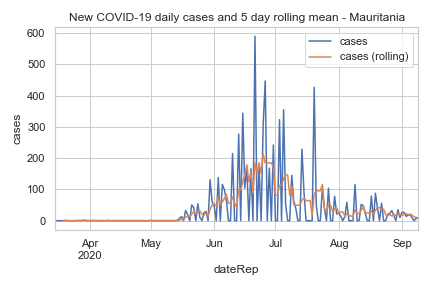 New COVID-19 daily cases and 5 day rolling mean - Mauritania
cases
cases (rolling)
600
500
400
300
200
100
0
cases
Apr
2020
May
Jun
Jul
Aug
Sep
dateRep